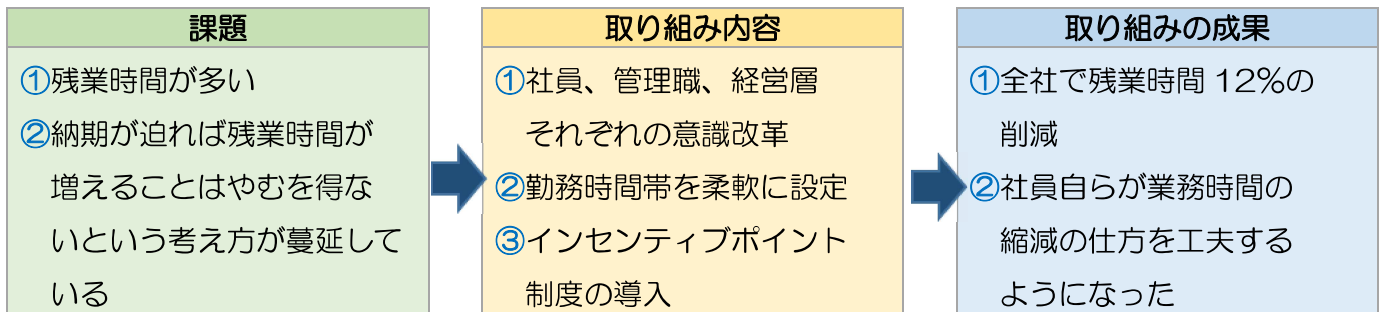 課題
①残業時間が多い
②納期が迫れば残業時間が
増えることはやむを得な
いという考え方が蔓延して
いる
取り組み内容
①社員、管理職、経営層
それぞれの意識改革
②勤務時間帯を柔軟に設定
③インセンティブポイント
制度の導入
取り組みの成果
①全社で残業時間 12%の
削減
②社員自らが業務時間の
縮減の仕方を工夫する
ようになった